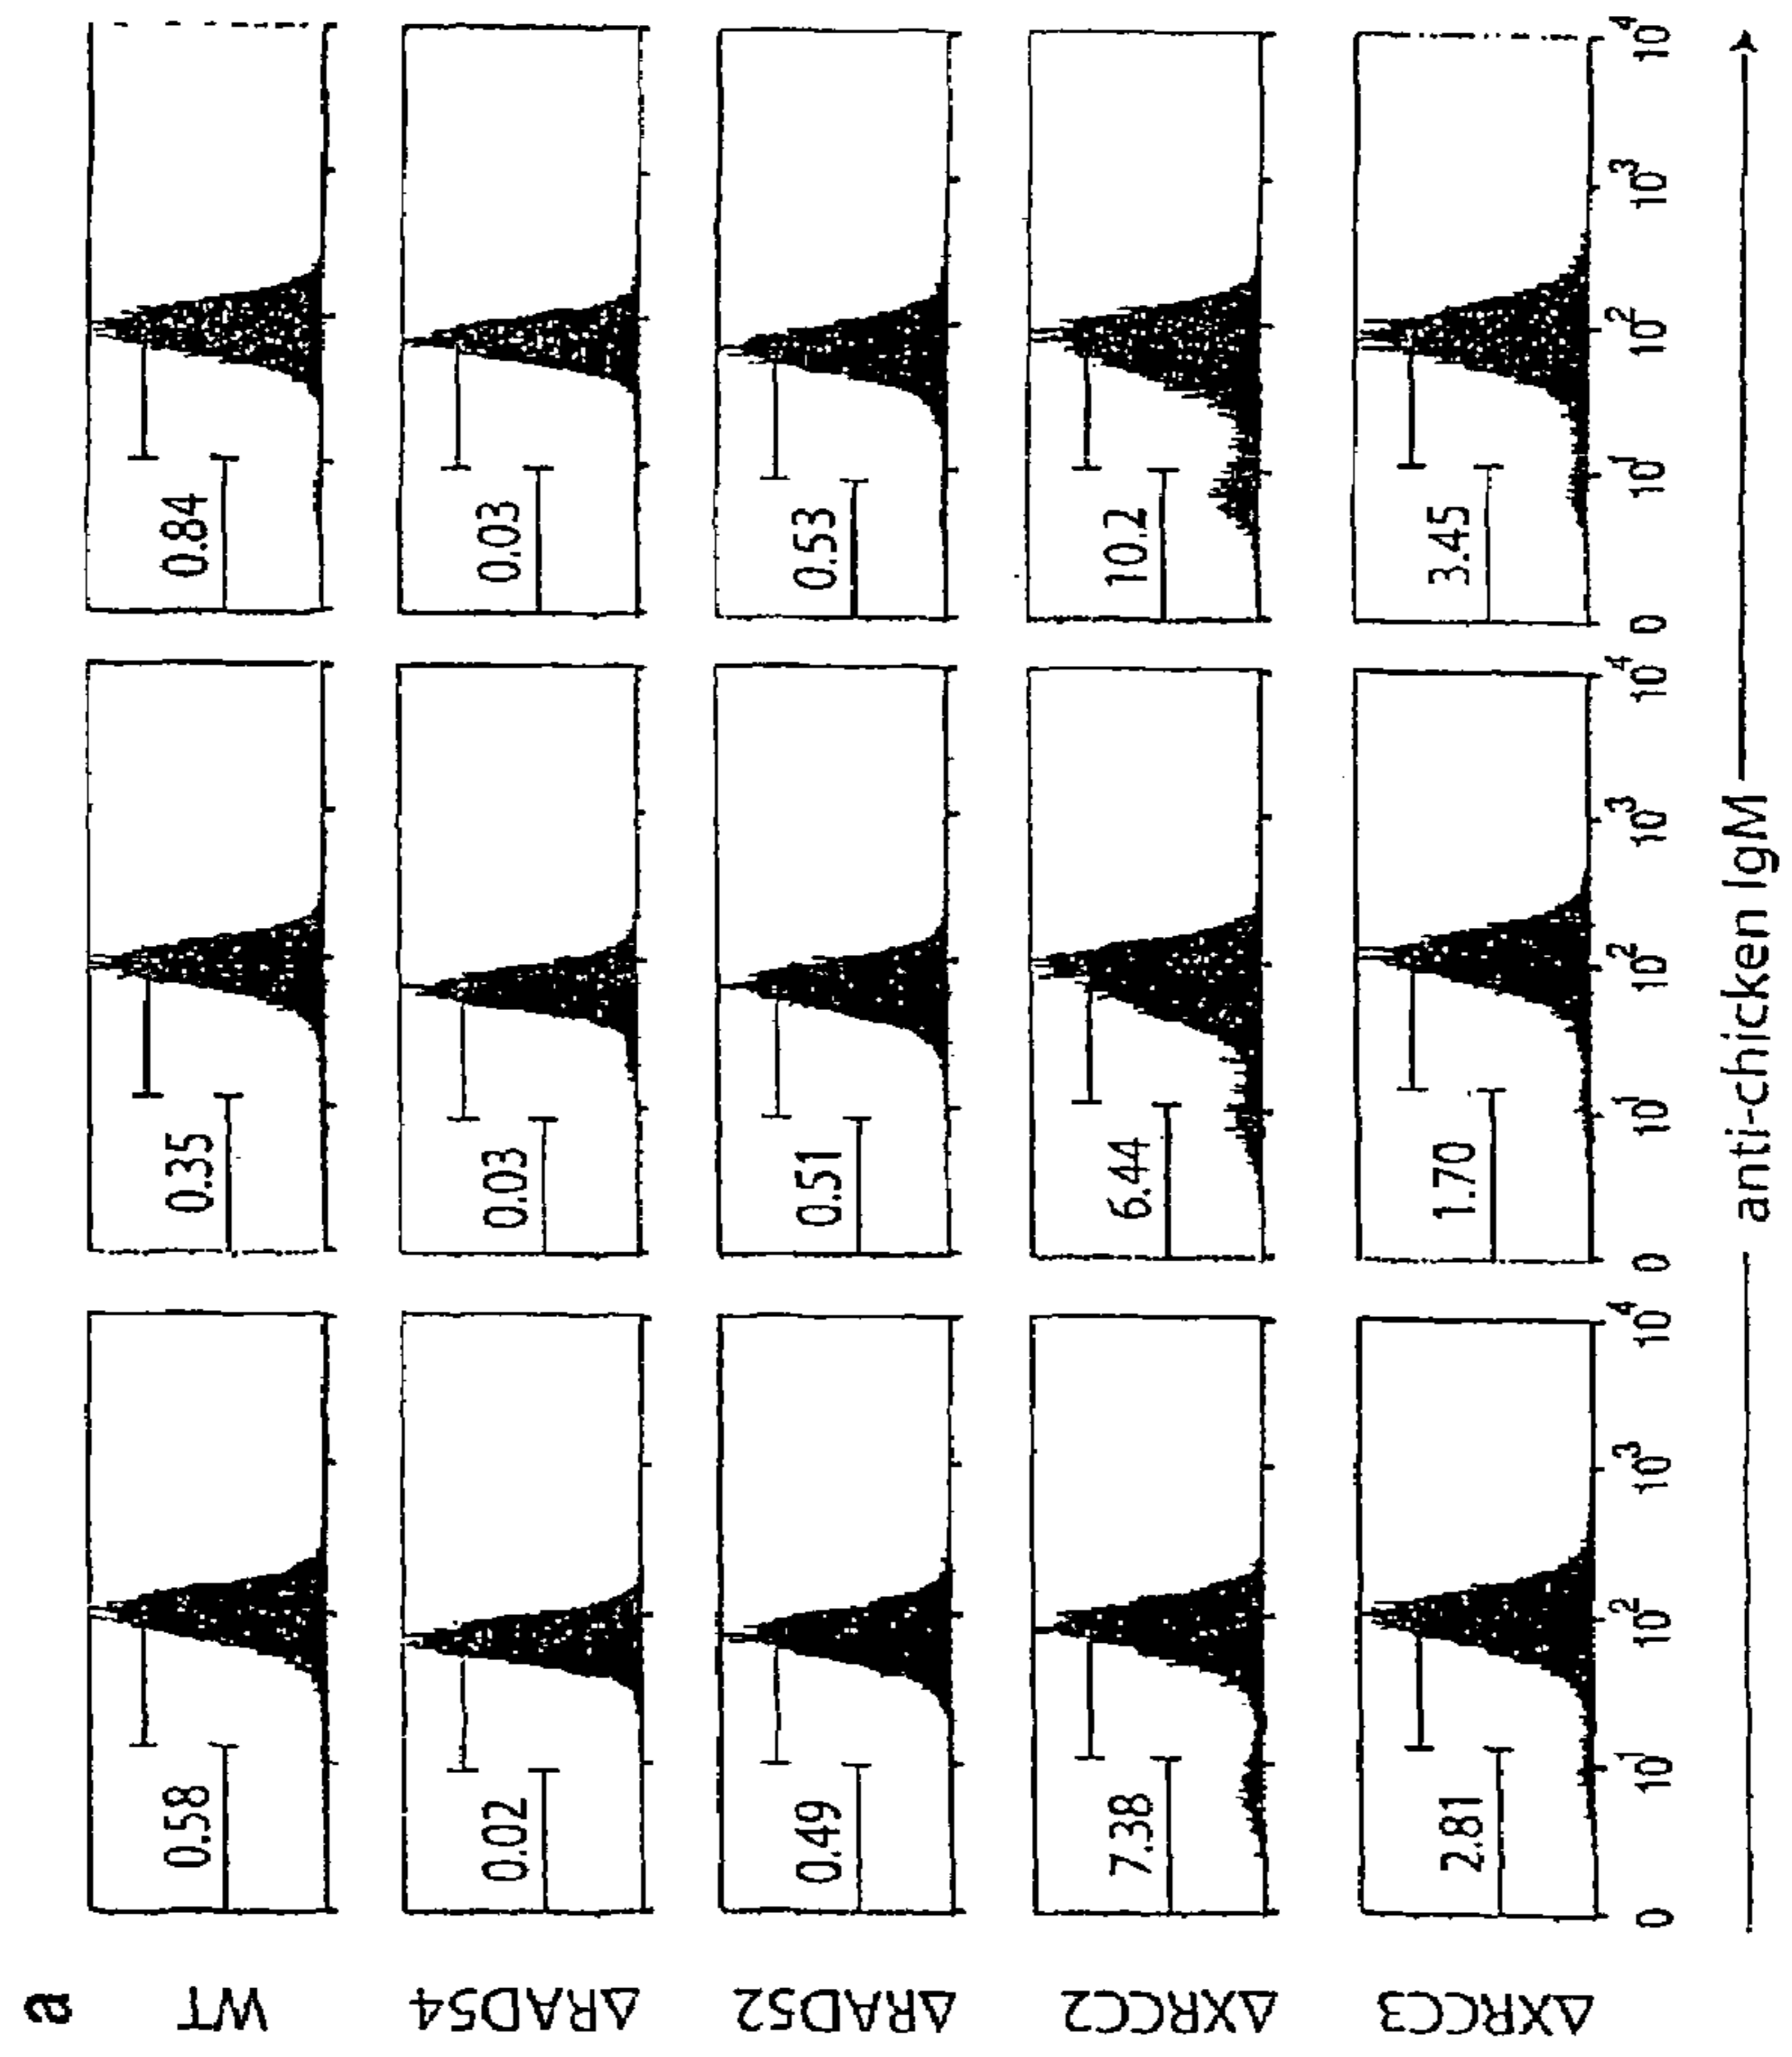 a
WT
0.58
0.35
0.84
ΔRAD54
0.02
0.03
0.03
ΔRAD52
0.49
0.51
0.53
ΔXRCC2
7.38
6.44
10.2
ΔXRCC3
2.81
1.70
3.45
0 10¹ 10² 10³ 10⁴ 0 10¹ 10² 10³ 10⁴ 0 10¹ 10² 10³ 10⁴
anti-chicken IgM